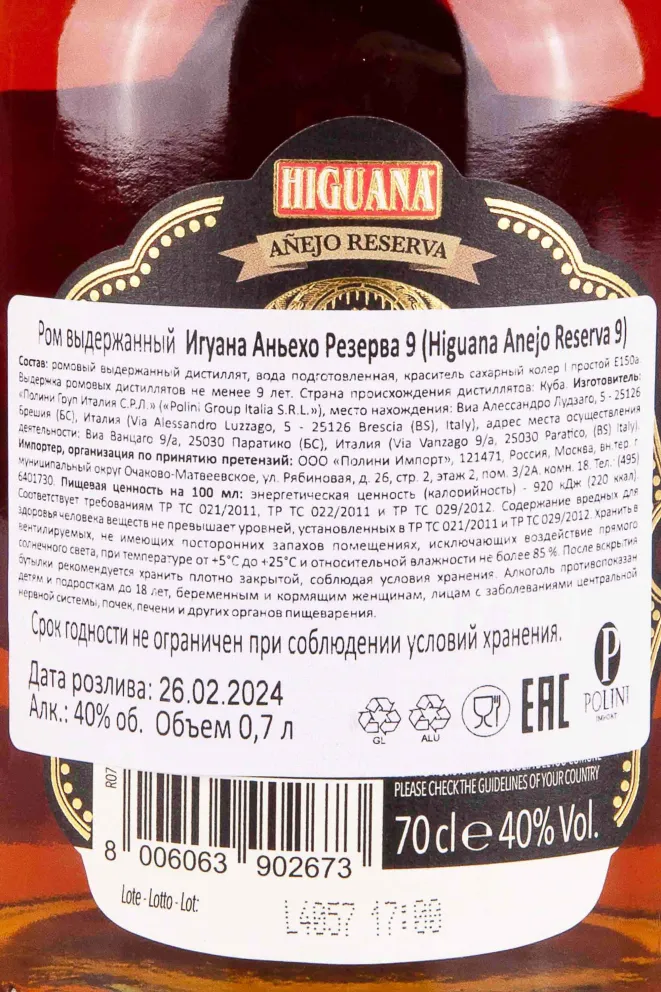 HIGUANA
AÑEJO RESERVA
Ром выдержанный Игуана Аньехо Резерва 9 (Higuana Anejo Reserva 9)
Состав: ромовый выдержанный дистиллят, вода подготовленная, краситель сахарный колер I простой E150a.
Выдержка ромовых дистиллятов не менее 9 лет. Страна происхождения дистиллятов: Куба. Изготовитель:
«Полини Груп Италия С.Р.Л.» («Polini Group Italia S.R.L.»), место нахождения: Виа Алессандро Лудзаго, 5 - 25126
Брешия (БС), Италия (Via Alessandro Luzzago, 5 - 25126 Brescia (BS), Italy), адрес места осуществления
деятельности: Виа Ванцаго 9/а, 25030 Паратико (БС), Италия (Via Vanzago 9/a, 25030 Paratico, (BS) Italy).
Импортер, организация по принятию претензий: ООО «Полини Импорт», 121471, Россия, Москва, вн.тер. г.
муниципальный округ Очаково-Матвеевское, ул. Рябиновая, д. 26, стр. 2, этаж 2, пом. 3/2А, комн. 18. Тел.: (495)
6401730. Пищевая ценность на 100 мл: энергетическая ценность (калорийность) - 920 кДж (220 ккал).
Соответствует требованиям ТР ТС 021/2011, ТР ТС 022/2011 и ТР ТС 029/2012. Содержание вредных для
здоровья человека веществ не превышает уровней, установленных в ТР ТС 021/2011 и ТР ТС 029/2012. Хранить в
вентилируемых, не имеющих посторонних запахов помещениях, исключающих воздействие прямого
солнечного света, при температуре от +5°С до +25°С и относительной влажности не более 85 %. После вскрытия
бутылки рекомендуется хранить плотно закрытой, соблюдая условия хранения. Алкоголь противопоказан
детям и подросткам до 18 лет, беременным и кормящим женщинам, лицам с заболеваниями центральной
нервной системы, почек, печени и других органов пищеварения.
Срок годности не ограничен при соблюдении условий хранения.
Дата розлива: 26.02.2024
Алк.: 40% об. Объем 0,7 л
GL
ALU
EAC
P
POLINI
IMPORT
R07
PLEASE CHECK THE GUIDELINES OF YOUR COUNTRY
70 cl e 40% Vol.
8 006063 902673
Lote - Lotto - Lot:
L4057 17:00